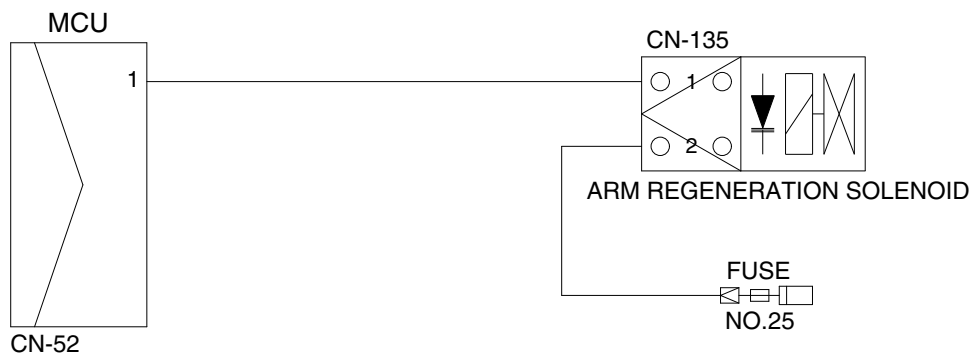 MCU
CN-135
1
1
2
ARM REGENERATION SOLENOID
FUSE
NO.25
CN-52